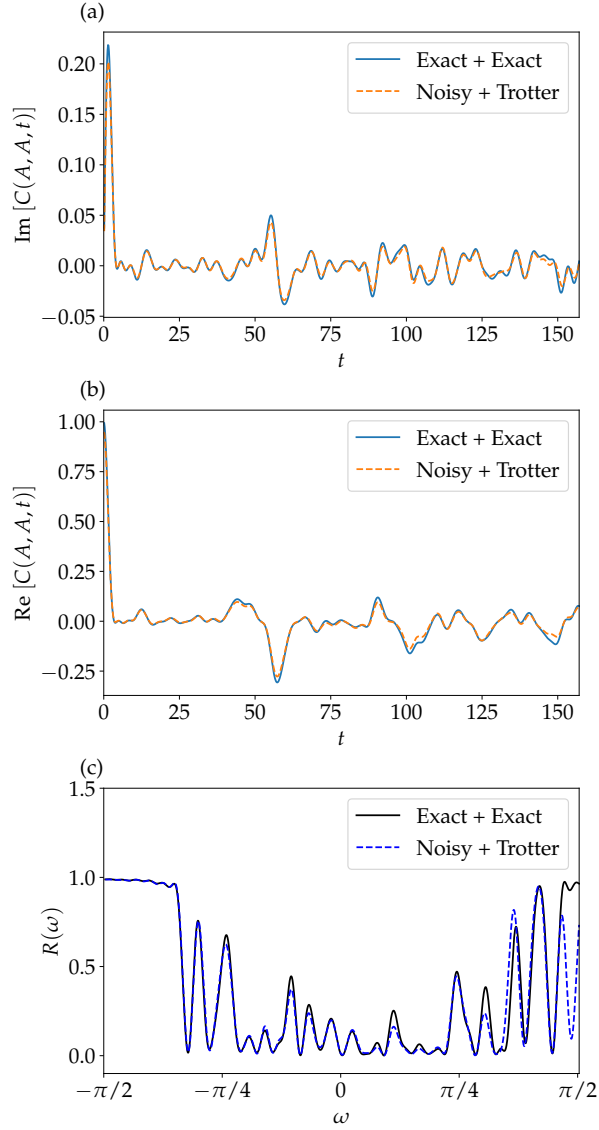 (a)
Im [C(A, A, t)]
0.20
0.15
0.10
0.05
0.00
−0.05
Exact + Exact
Noisy + Trotter
0 25 50 75 100 125 150
t
(b)
Re [C(A, A, t)]
1.00
0.75
0.50
0.25
0.00
−0.25
Exact + Exact
Noisy + Trotter
0 25 50 75 100 125 150
t
(c)
R(ω)
1.5
1.0
0.5
0.0
Exact + Exact
Noisy + Trotter
−π/2 −π/4 0 π/4 π/2
ω